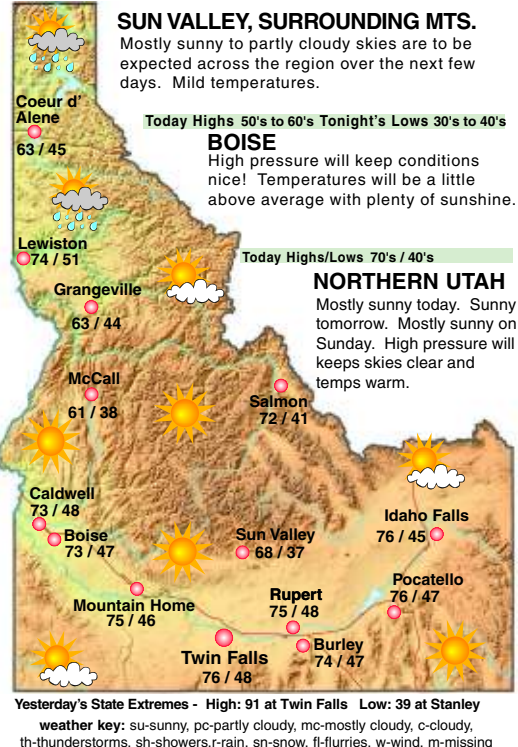 SUN VALLEY, SURROUNDING MTS.
Mostly sunny to partly cloudy skies are to be
expected across the region over the next few
days. Mild temperatures.
Today Highs 50's to 60's Tonight's Lows 30's to 40's
BOISE
High pressure will keep conditions
nice! Temperatures will be a little
above average with plenty of sunshine.
Today Highs/Lows 70's / 40's
NORTHERN UTAH
Mostly sunny today. Sunny
tomorrow. Mostly sunny on
Sunday. High pressure will
keeps skies clear and
temps warm.
Coeur d'
Alene
63 / 45
Lewiston
74 / 51
Grangeville
63 / 44
McCall
61 / 38
Salmon
72 / 41
Caldwell
73 / 48
Boise
73 / 47
Sun Valley
68 / 37
Idaho Falls
76 / 45
Mountain Home
75 / 46
Rupert
75 / 48
Pocatello
76 / 47
Twin Falls
76 / 48
Burley
74 / 47
Yesterday's State Extremes - High: 91 at Twin Falls Low: 39 at Stanley
weather key: su-sunny, pc-partly cloudy, mc-mostly cloudy, c-cloudy,
th-thunderstorms, sh-showers,r-rain, sn-snow, fl-flurries, w-wind, m-missing